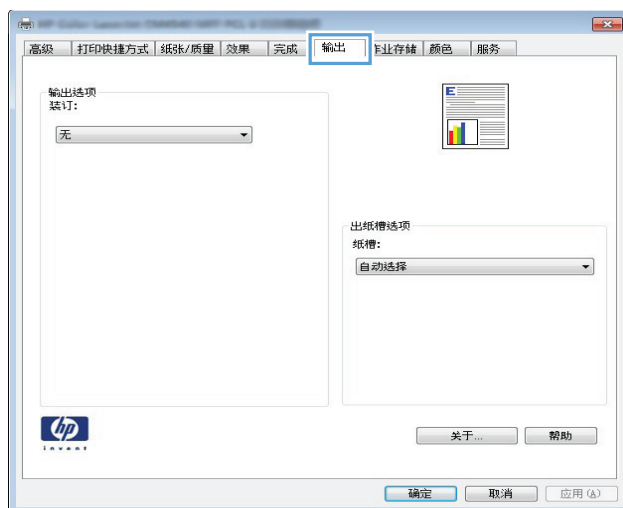 高级 打印快捷方式 纸张/质量 效果 完成 输出 作业存储 颜色 服务
输出选项
装订:
无
E
出纸槽选项
纸槽:
自动选择
hp
invent
关于... 帮助
确定 取消 应用(A)